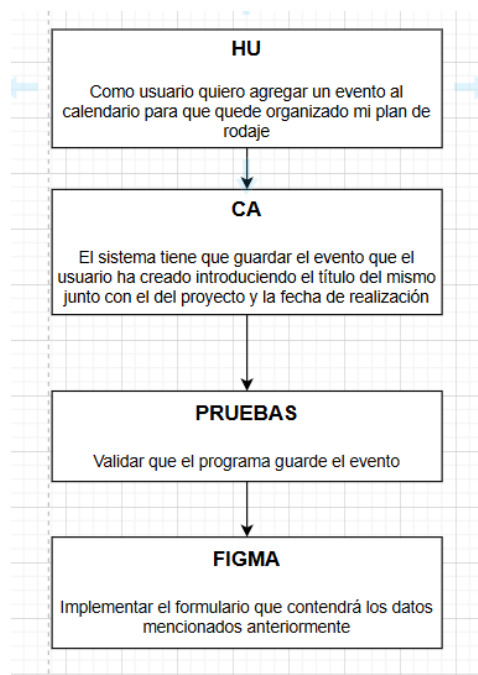 HU
Como usuario quiero agregar un evento al
calendario para que quede organizado mi plan de
rodaje
CA
El sistema tiene que guardar el evento que el
usuario ha creado introduciendo el título del mismo
junto con el del proyecto y la fecha de realización
PRUEBAS
Validar que el programa guarde el evento
FIGMA
Implementar el formulario que contendrá los datos
mencionados anteriormente